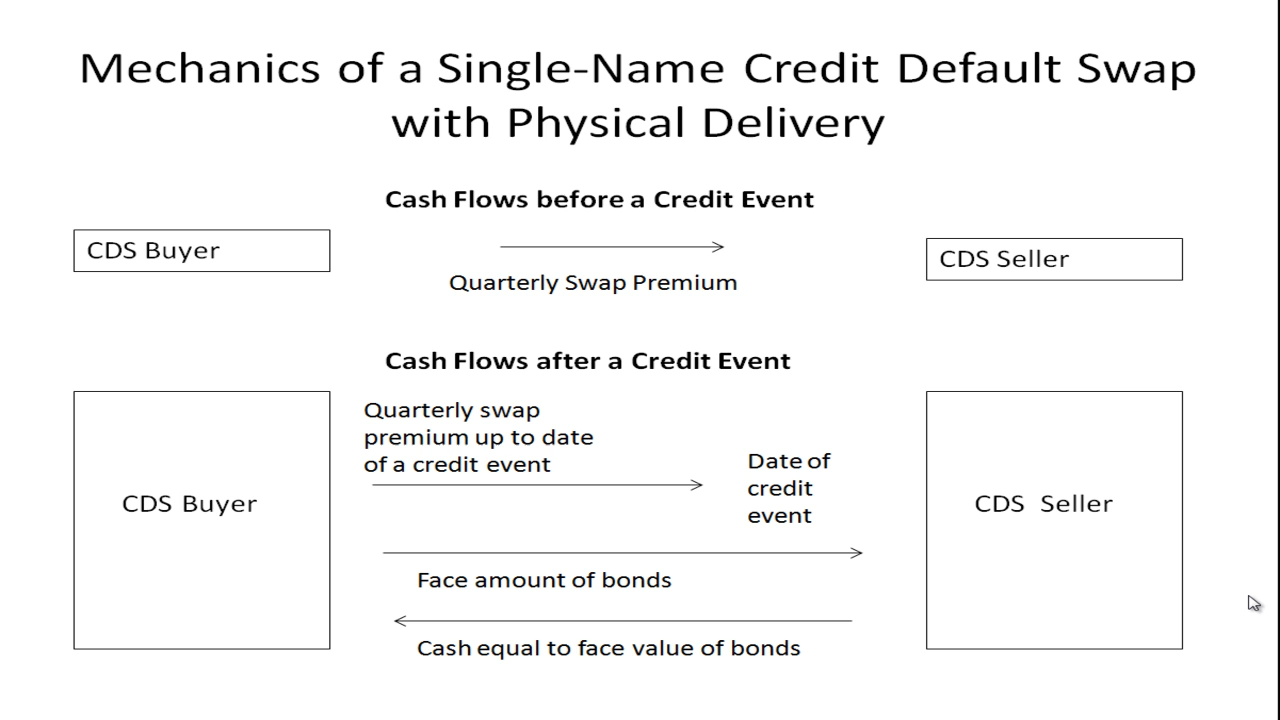 Mechanics of a Single-Name Credit Default Swap
with Physical Delivery
Cash Flows before a Credit Event
CDS Buyer
CDS Seller
Quarterly Swap Premium
Cash Flows after a Credit Event
Quarterly swap
premium up to date
of a credit event
Date of
credit
event
CDS Buyer
CDS Seller
Face amount of bonds
Cash equal to face value of bonds